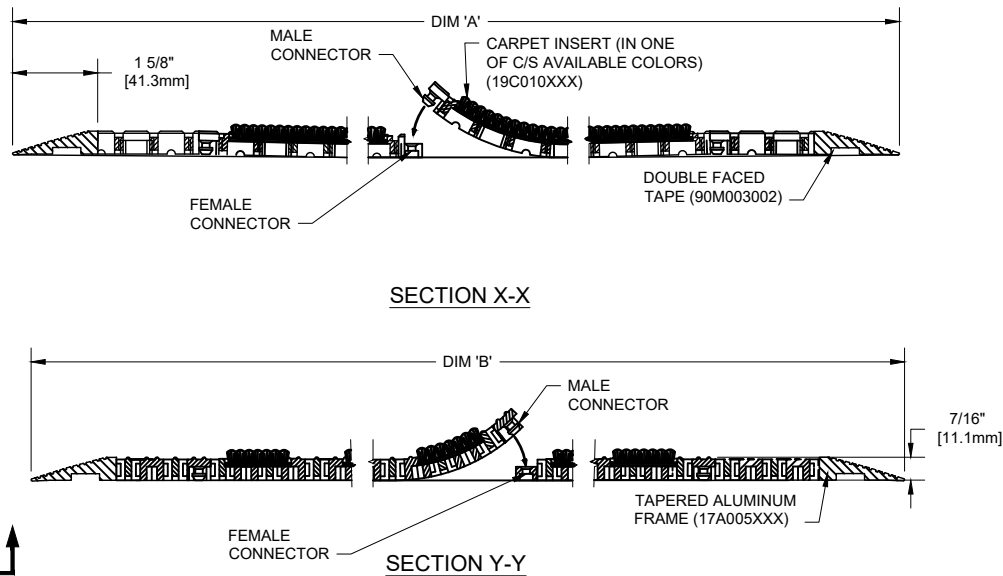 DIM 'A'
MALE
CONNECTOR
CARPET INSERT (IN ONE
OF C/S AVAILABLE COLORS)
(19C010XXX)
1 5/8"
[41.3mm]
FEMALE
CONNECTOR
DOUBLE FACED
TAPE (90M003002)
SECTION X-X
DIM 'B'
MALE
CONNECTOR
7/16"
[11.1mm]
FEMALE
CONNECTOR
TAPERED ALUMINUM
FRAME (17A005XXX)
SECTION Y-Y